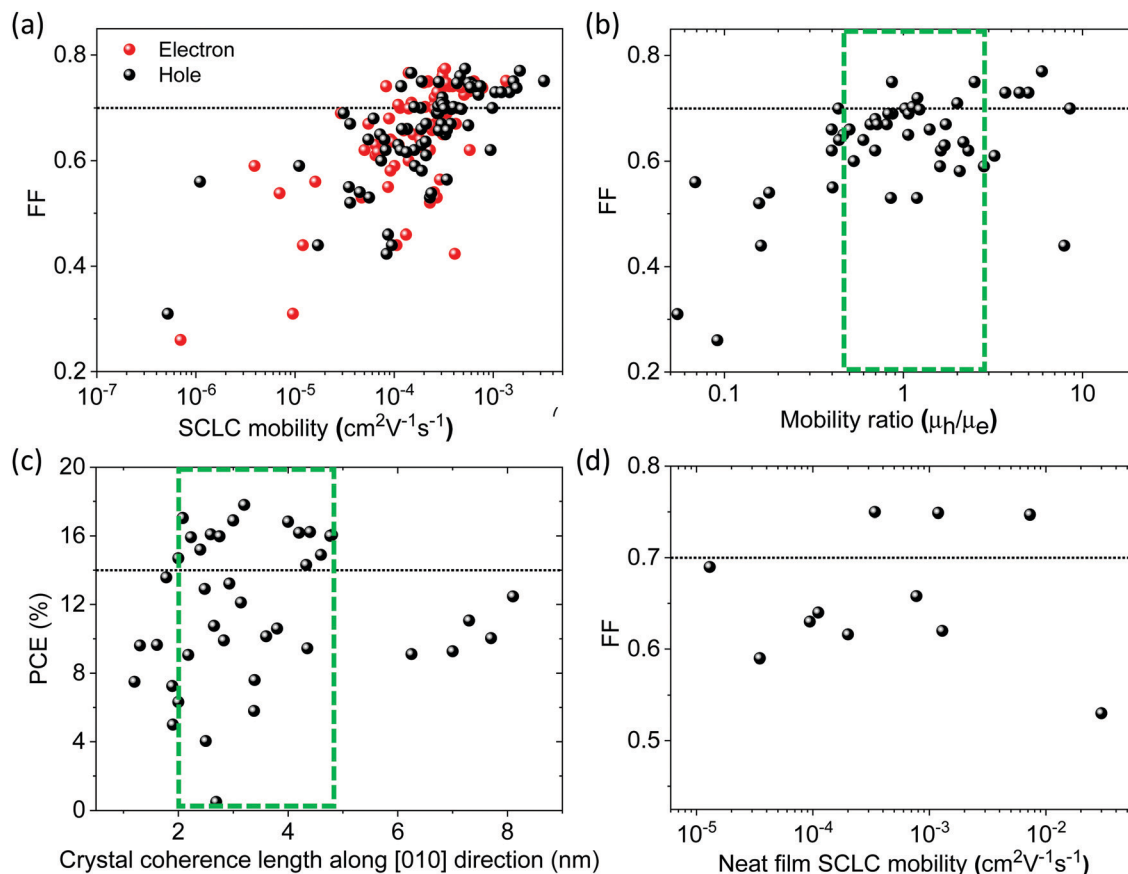 (a)
Electron
Hole
0.8
0.6
0.4
0.2
FF
10⁻⁷
10⁻⁶
10⁻⁵
10⁻⁴
10⁻³
SCLC mobility (cm²V⁻¹s⁻¹)
(b)
0.8
0.6
0.4
0.2
FF
0.1
1
10
Mobility ratio (μh/μe)
(c)
20
16
12
8
4
0
PCE (%)
2
4
6
8
Crystal coherence length along [010] direction (nm)
(d)
0.8
0.7
0.6
0.5
FF
10⁻⁵
10⁻⁴
10⁻³
10⁻²
Neat film SCLC mobility (cm²V⁻¹s⁻¹)